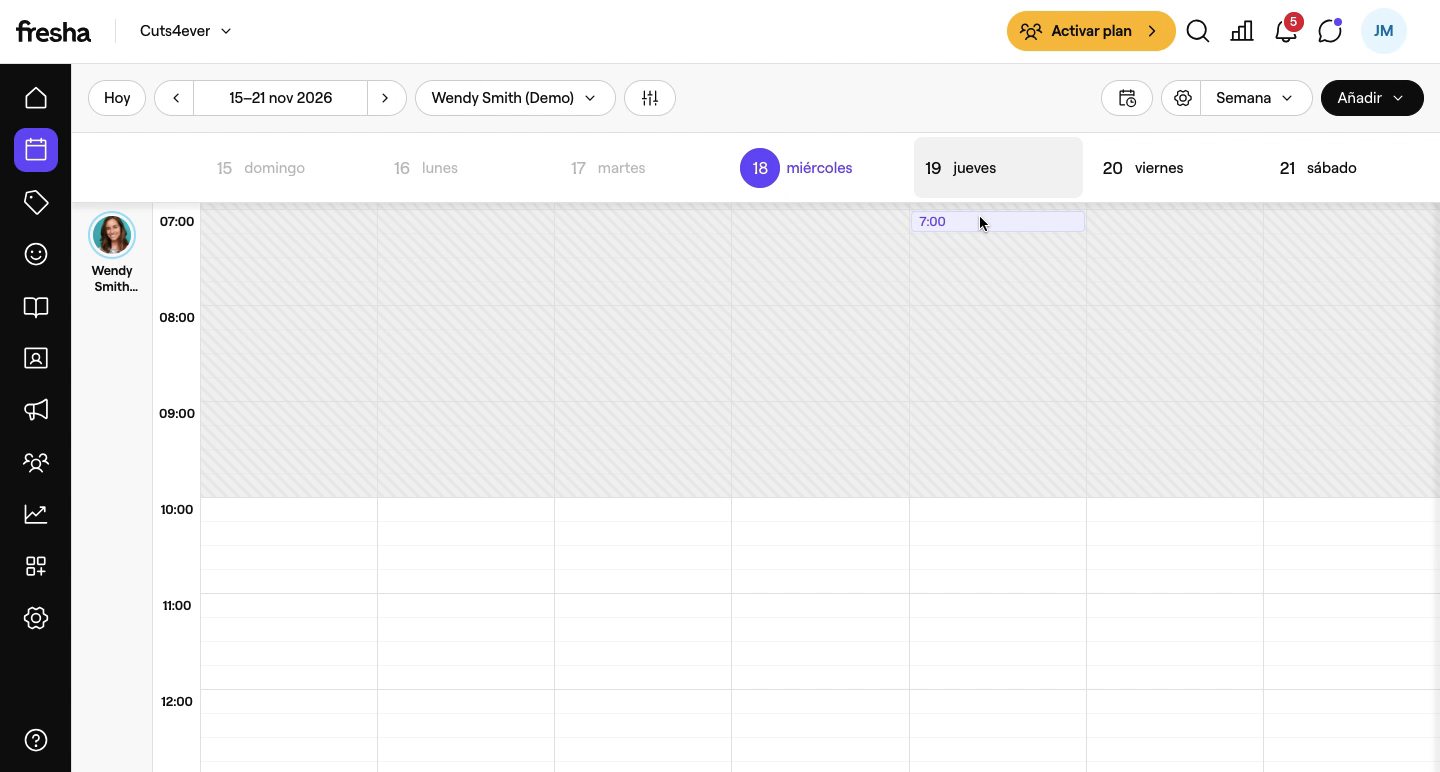 fresha
Cuts4ever
Activar plan
5
JM
Hoy
15–21 nov 2026
Wendy Smith (Demo)
Semana
Añadir
15 domingo
16 lunes
17 martes
18 miércoles
19 jueves
20 viernes
21 sábado
Wendy
Smith...
07:00
7:00
08:00
09:00
10:00
11:00
12:00